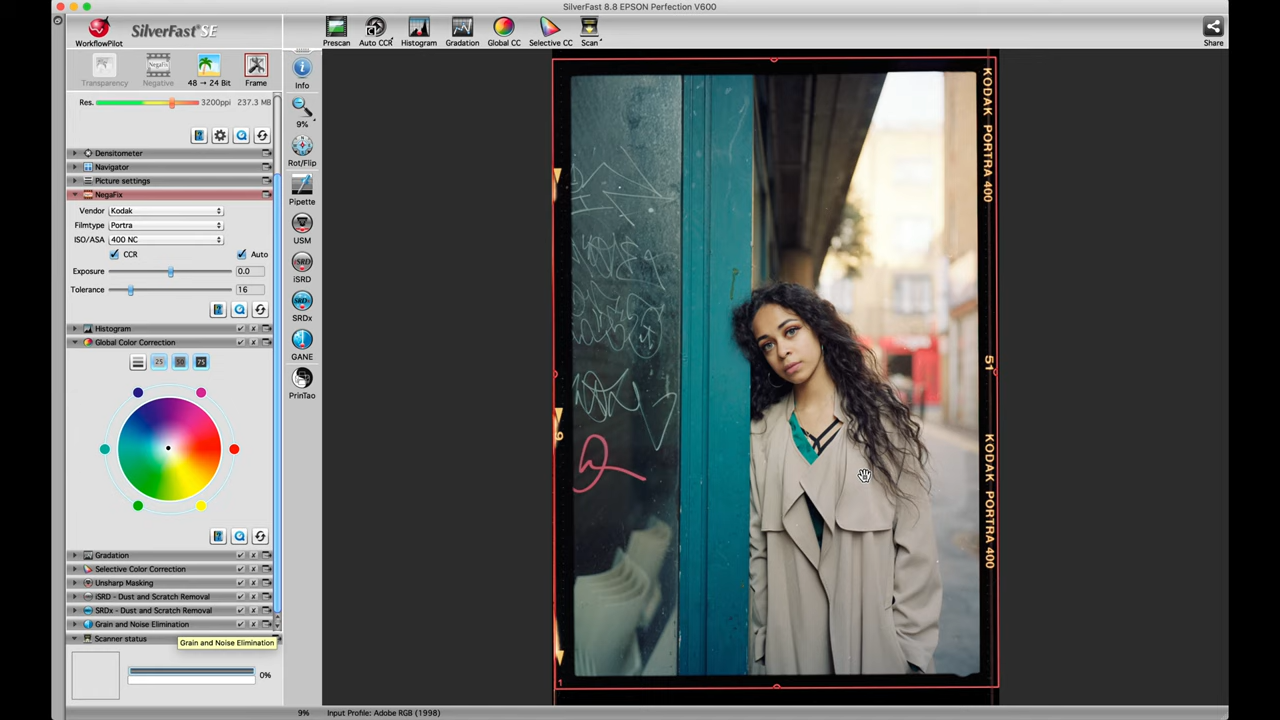 SilverFast 8.8 EPSON Perfection V600
WorkflowPilot
SilverFast® SE
Prescan
Auto CCR
Histogram
Gradation
Global CC
Selective CC
Scan
Share
Transparency
Negative
48 → 24 Bit
Frame
Res.
3200ppi
237.3 MB
Densitometer
Navigator
Picture settings
NegaFix
Vendor
Kodak
Filmtype
Portra
ISO/ASA
400 NC
CCR
Auto
Exposure
0.0
Tolerance
16
Histogram
Global Color Correction
25
50
75
Gradation
Selective Color Correction
Unsharp Masking
iSRD - Dust and Scratch Removal
SRDx - Dust and Scratch Removal
Grain and Noise Elimination
Scanner status
Grain and Noise Elimination
0%
Info
9%
Rot/Flip
Pipette
USM
iSRD
SRDx
GANE
PrinTao
KODAK PORTRA 400
51
KODAK PORTRA 400
9% Input Profile: Adobe RGB (1998)